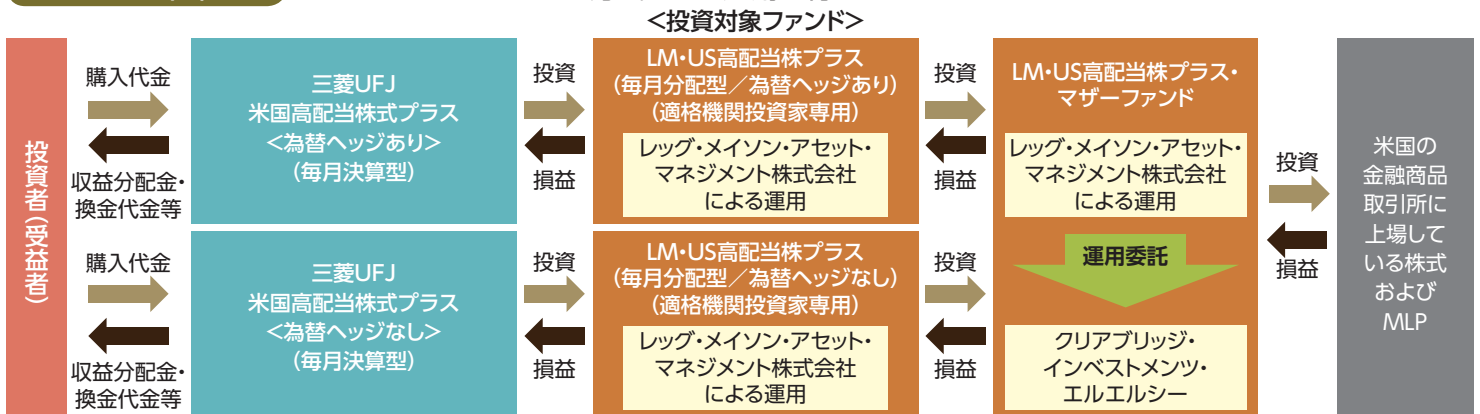 <投資対象ファンド>
投資者(受益者)
購入代金
収益分配金・
換金代金等
三菱UFJ
米国高配当株式プラス
<為替ヘッジあり>
(毎月決算型)
投資
損益
LM・US高配当株プラス
(毎月分配型/為替ヘッジあり)
(適格機関投資家専用)
レッグ・メイソン・アセット・
マネジメント株式会社
による運用
投資
損益
購入代金
収益分配金・
換金代金等
三菱UFJ
米国高配当株式プラス
<為替ヘッジなし>
(毎月決算型)
投資
損益
LM・US高配当株プラス
(毎月分配型/為替ヘッジなし)
(適格機関投資家専用)
レッグ・メイソン・アセット・
マネジメント株式会社
による運用
投資
損益
LM・US高配当株プラス・
マザーファンド
レッグ・メイソン・アセット・
マネジメント株式会社
による運用
運用委託
クリアブリッジ・
インベストメンツ・
エルエルシー
投資
損益
米国の
金融商品
取引所に
上場して
いる株式
および
MLP